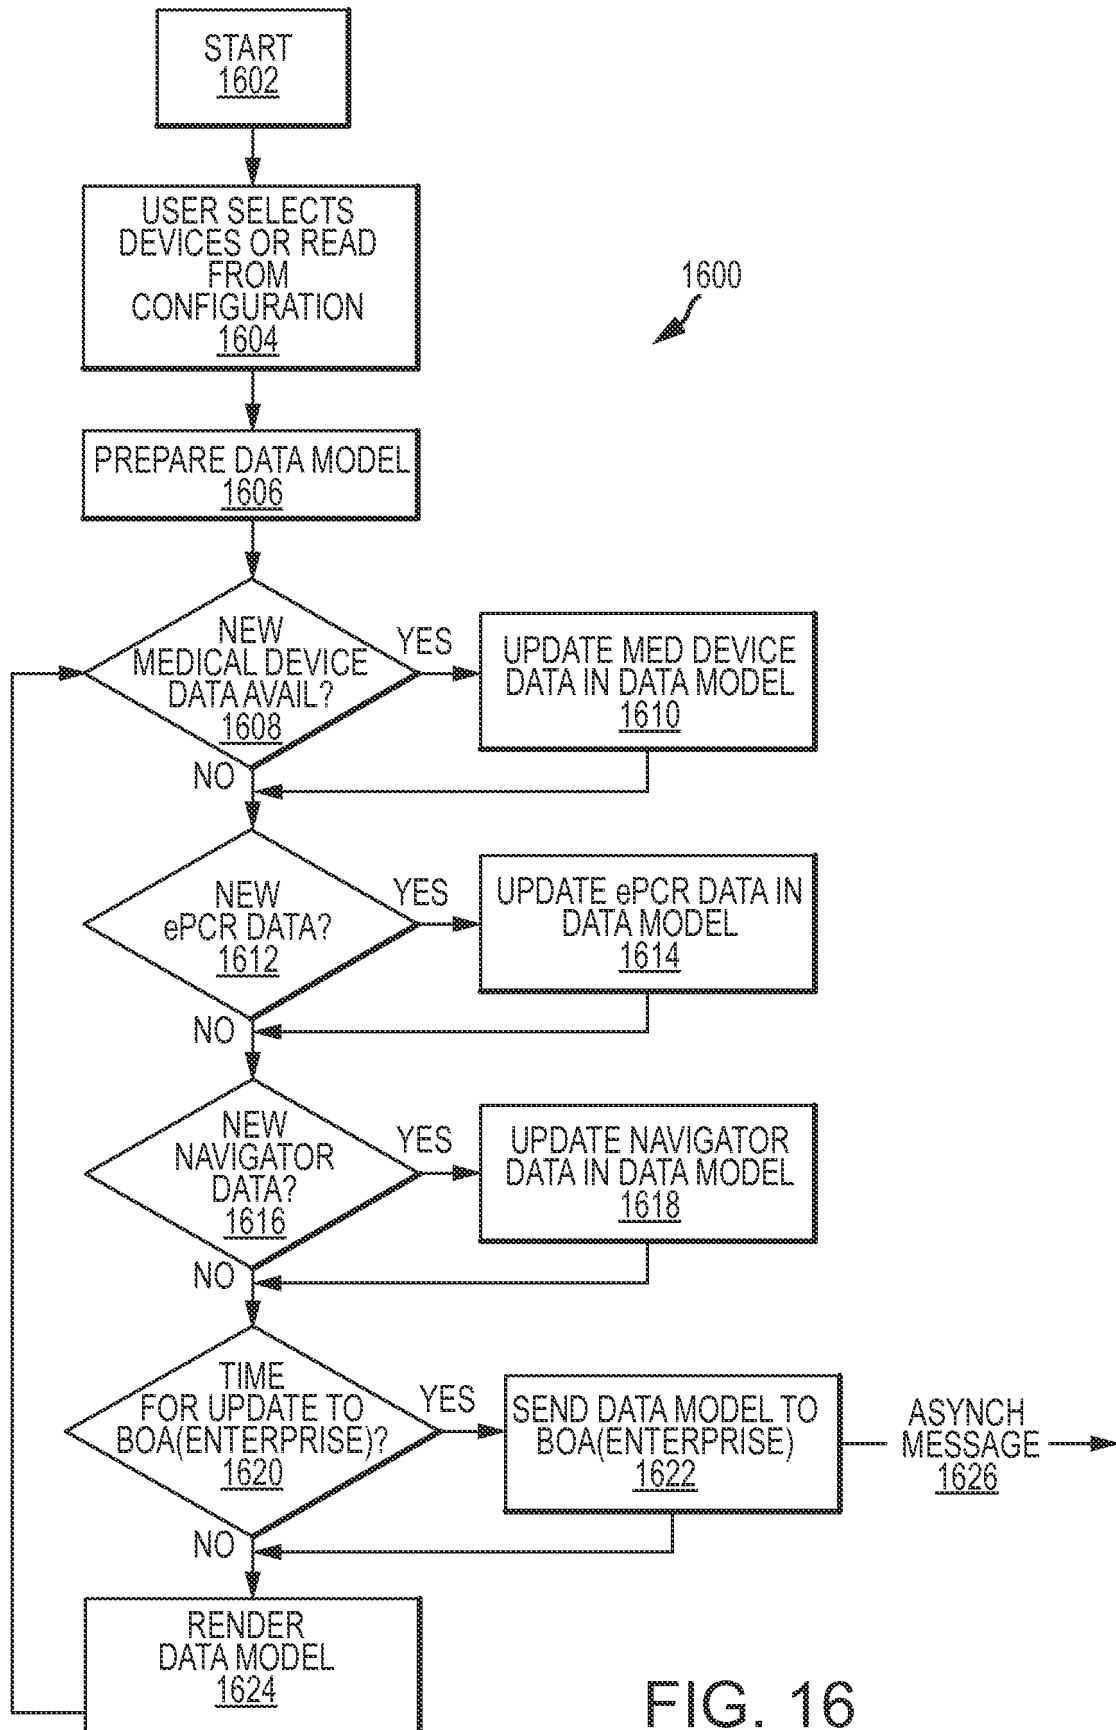 START
1602
USER SELECTS
DEVICES OR READ
FROM
CONFIGURATION
1604
1600
PREPARE DATA MODEL
1606
NEW
MEDICAL DEVICE
DATA AVAIL?
1608
YES
UPDATE MED DEVICE
DATA IN DATA MODEL
1610
NO
NEW
ePCR DATA?
1612
YES
UPDATE ePCR DATA IN
DATA MODEL
1614
NO
NEW
NAVIGATOR
DATA?
1616
YES
UPDATE NAVIGATOR
DATA IN DATA MODEL
1618
NO
TIME
FOR UPDATE TO
BOA(ENTERPRISE)?
1620
YES
SEND DATA MODEL TO
BOA(ENTERPRISE)
1622
ASYNCH
MESSAGE
1626
NO
RENDER
DATA MODEL
1624
FIG. 16